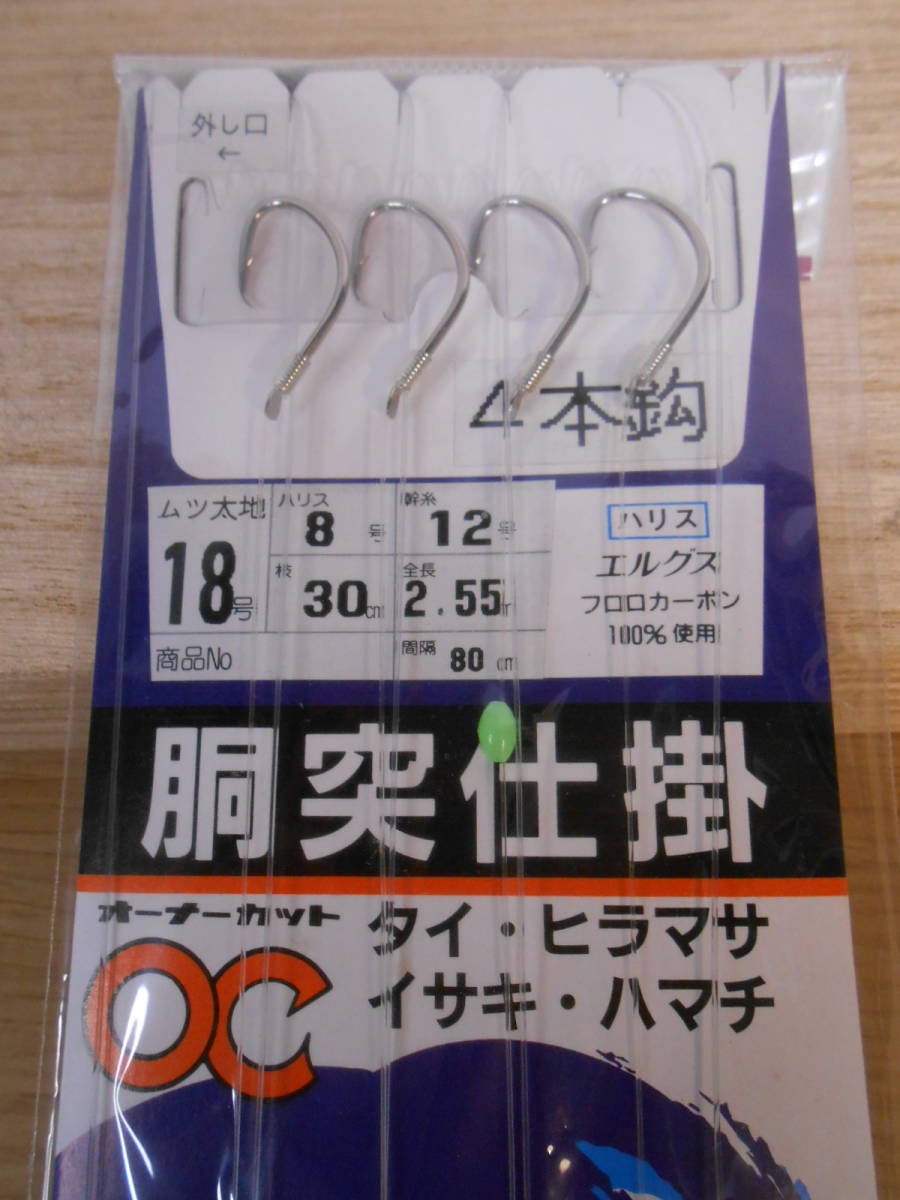 外し口
←
4本鈎
ムツ太地
18号
ハリス
8号
幹糸
12号
枝
30cm
全長
2.55m
商品No
間隔
80cm
ハリス
エルグス
フロロカーボン
100%使用
胴突仕掛
オーナーカット
OC
タイ・ヒラマサ
イサキ・ハマチ